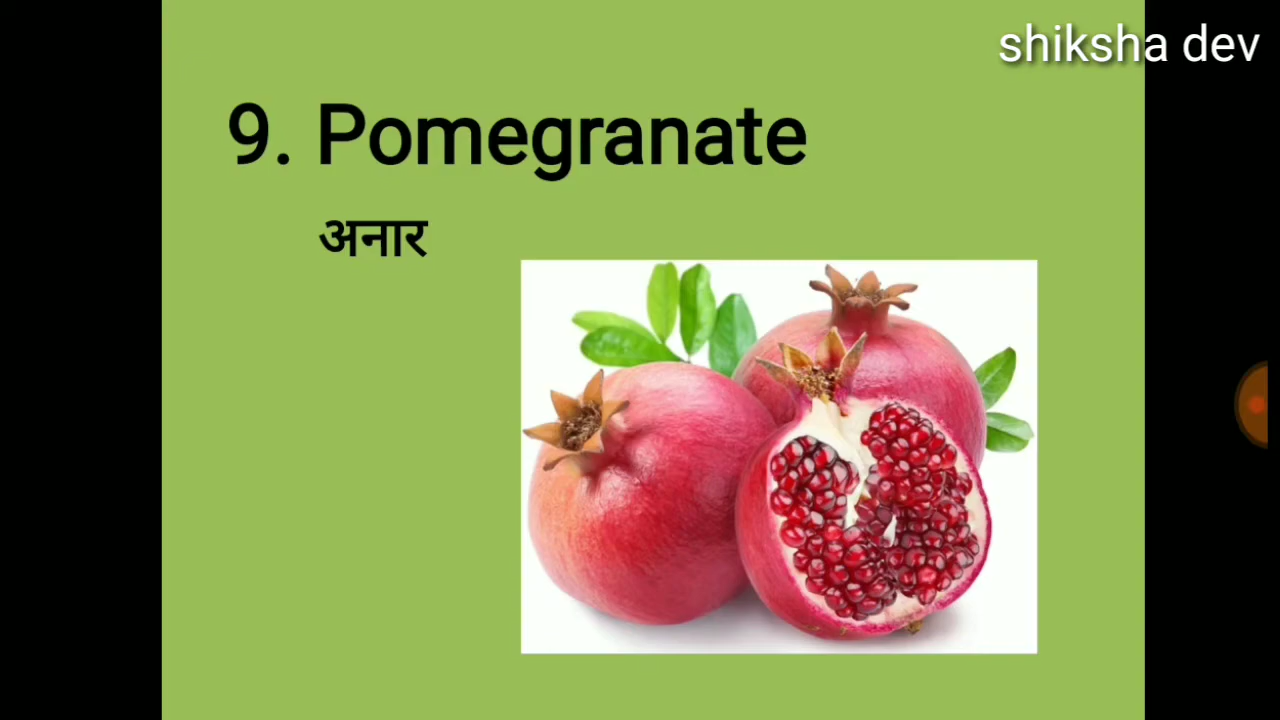 shiksha dev
9. Pomegranate
अनार